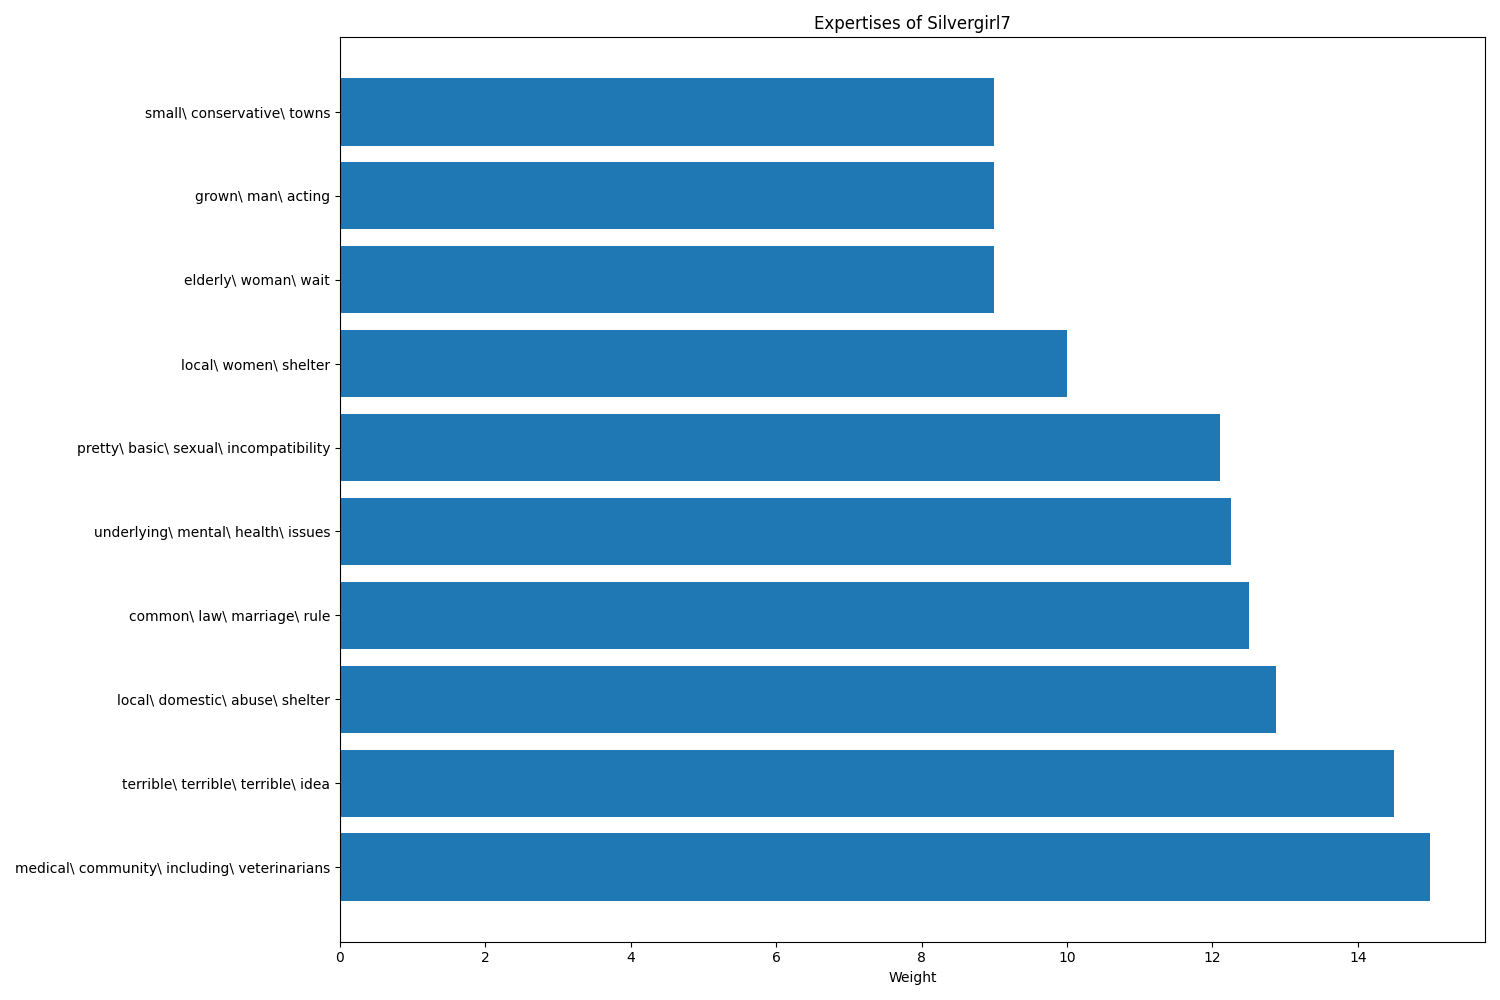 Expertises of Silvergirl7
small\ conservative\ towns
grown\ man\ acting
elderly\ woman\ wait
local\ women\ shelter
pretty\ basic\ sexual\ incompatibility
underlying\ mental\ health\ issues
common\ law\ marriage\ rule
local\ domestic\ abuse\ shelter
terrible\ terrible\ terrible\ idea
medical\ community\ including\ veterinarians
0 2 4 6 8 10 12 14
Weight